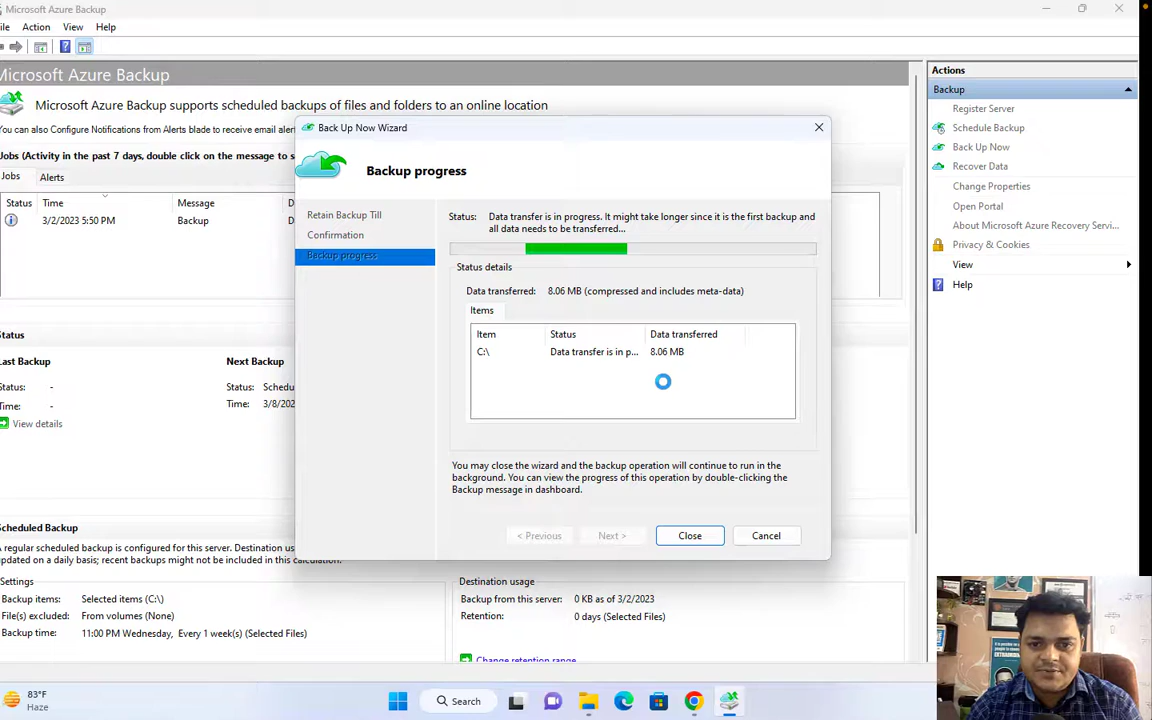 Microsoft Azure Backup
ile Action View Help
Microsoft Azure Backup
Microsoft Azure Backup supports scheduled backups of files and folders to an online location
You can also Configure Notifications from Alerts blade to receive email aler
Jobs (Activity in the past 7 days, double click on the message to s
Jobs Alerts
Status Time Message D
3/2/2023 5:50 PM Backup D
Status
Last Backup Next Backup
Status: - Status: Schedu
Time: - Time: 3/8/202
View details
Scheduled Backup
A regular scheduled backup is configured for this server. Destination us
updated on a daily basis; recent backups might not be included in this calculation.
Settings
Backup items: Selected items (C:\)
File(s) excluded: From volumes (None)
Backup time: 11:00 PM Wednesday, Every 1 week(s) (Selected Files)
Destination usage
Backup from this server: 0 KB as of 3/2/2023
Retention: 0 days (Selected Files)
Change retention range
Back Up Now Wizard
Backup progress
Retain Backup Till
Confirmation
Backup progress
Status: Data transfer is in progress. It might take longer since it is the first backup and
all data needs to be transferred...
Status details
Data transferred: 8.06 MB (compressed and includes meta-data)
Items
Item Status Data transferred
C:\ Data transfer is in p... 8.06 MB
You may close the wizard and the backup operation will continue to run in the
background. You can view the progress of this operation by double-clicking the
Backup message in dashboard.
< Previous Next > Close Cancel
Actions
Backup
Register Server
Schedule Backup
Back Up Now
Recover Data
Change Properties
Open Portal
About Microsoft Azure Recovery Servi...
Privacy & Cookies
View
Help
83°F
Haze
Search